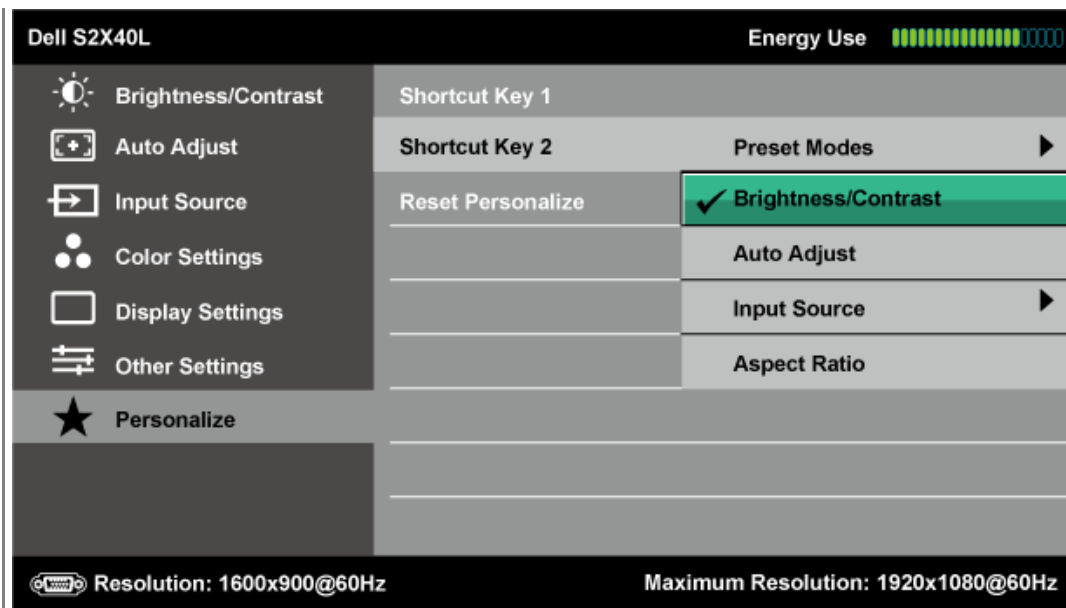 Dell S2X40L Energy Use
Brightness/Contrast Shortcut Key 1
Auto Adjust Shortcut Key 2 Preset Modes
Input Source Reset Personalize Brightness/Contrast
Color Settings Auto Adjust
Display Settings Input Source
Other Settings Aspect Ratio
Personalize
Resolution: 1600x900@60Hz Maximum Resolution: 1920x1080@60Hz